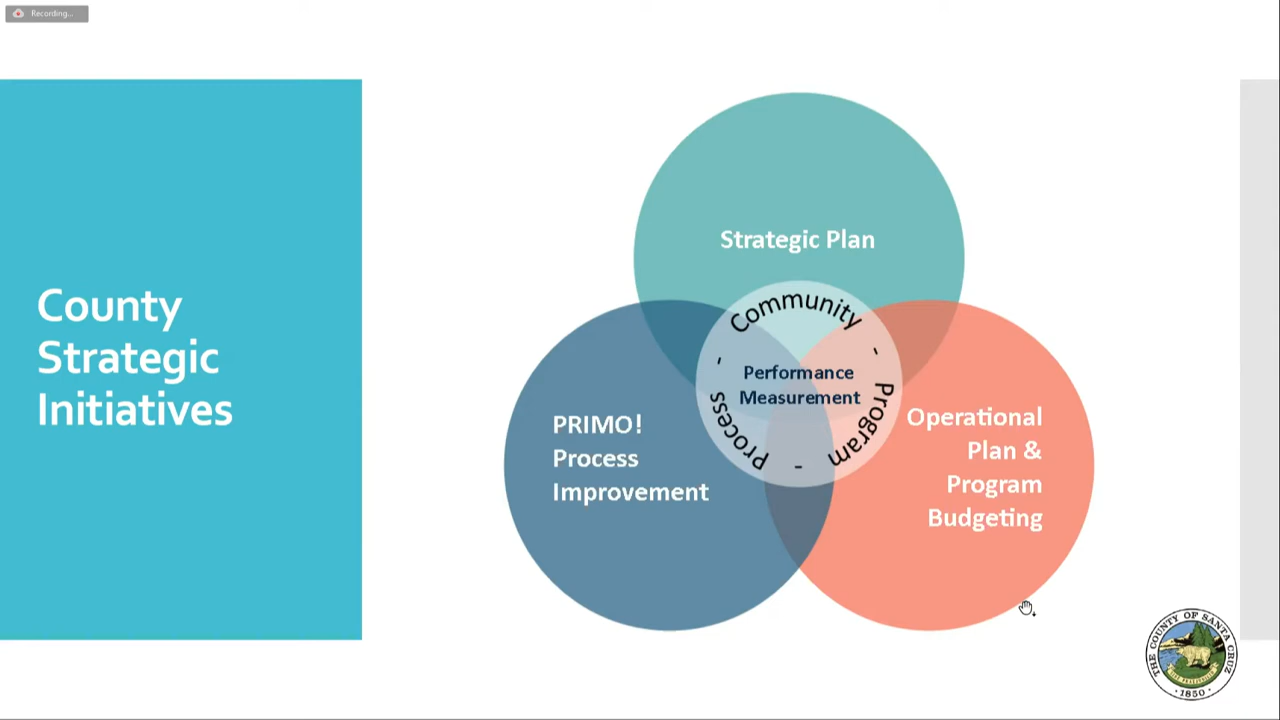 Recording...
County
Strategic
Initiatives
Strategic Plan
Community - Program - Process -
Performance
Measurement
PRIMO!
Process
Improvement
Operational
Plan &
Program
Budgeting
THE COUNTY OF SANTA CRUZ
· 1850 ·